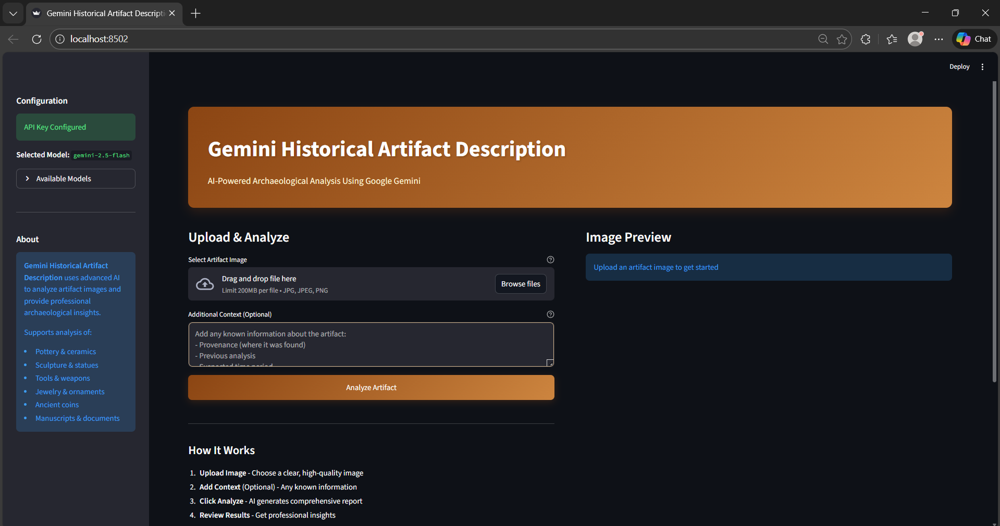 Gemini Historical Artifact Descripti
localhost:8502
Chat
Deploy
Configuration
API Key Configured
Selected Model: gemini-2.5-flash
Available Models
About
Gemini Historical Artifact
Description uses advanced AI
to analyze artifact images and
provide professional
archaeological insights.
Supports analysis of:
• Pottery & ceramics
• Sculpture & statues
• Tools & weapons
• Jewelry & ornaments
• Ancient coins
• Manuscripts & documents
Gemini Historical Artifact Description
AI-Powered Archaeological Analysis Using Google Gemini
Upload & Analyze
Select Artifact Image
Drag and drop file here
Limit 200MB per file • JPG, JPEG, PNG
Browse files
Additional Context (Optional)
Add any known information about the artifact:
- Provenance (where it was found)
- Previous analysis
- Suspected time period
Analyze Artifact
How It Works
1. Upload Image - Choose a clear, high-quality image
2. Add Context (Optional) - Any known information
3. Click Analyze - AI generates comprehensive report
4. Review Results - Get professional insights
Image Preview
Upload an artifact image to get started